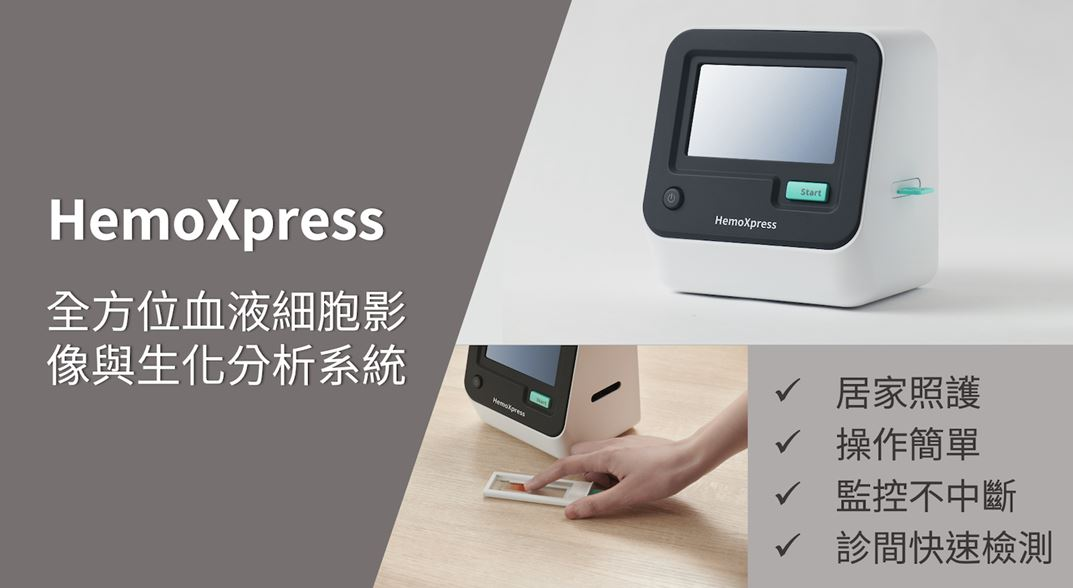 HemoXpress
全方位血液細胞影
像與生化分析系統
Start
HemoXpress
Start
HemoXpress
✓ 居家照護
✓ 操作簡單
✓ 監控不中斷
✓ 診間快速檢測